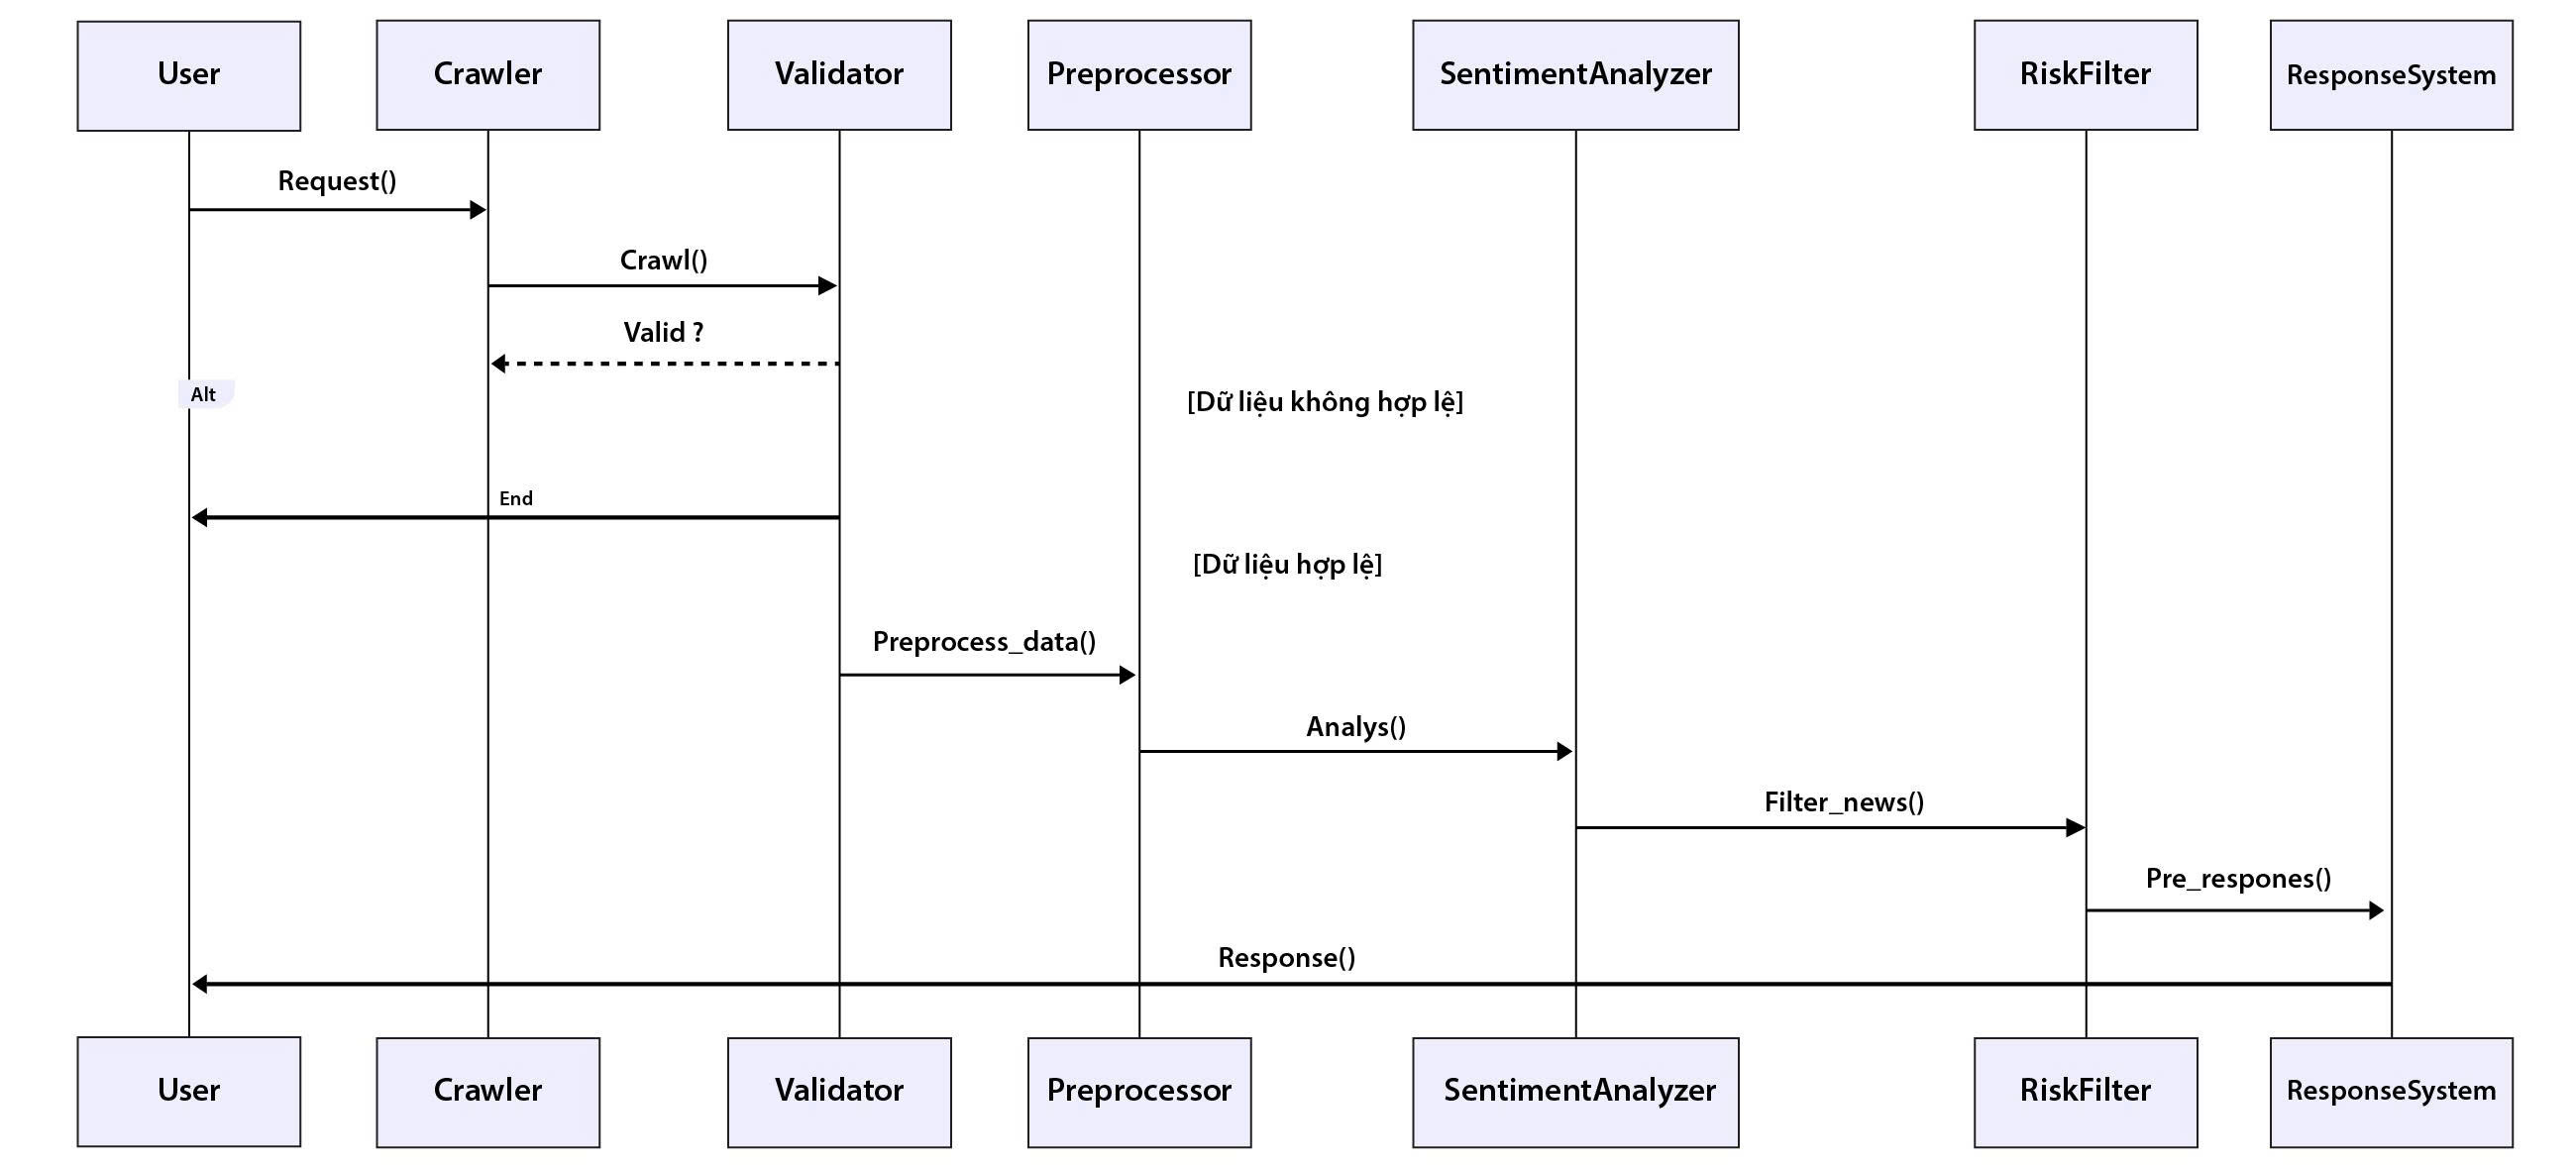 User
Crawler
Validator
Preprocessor
SentimentAnalyzer
RiskFilter
ResponseSystem
Request()
Crawl()
Valid ?
Alt
[Dữ liệu không hợp lệ]
End
[Dữ liệu hợp lệ]
Preprocess_data()
Analys()
Filter_news()
Pre_respones()
Response()
User
Crawler
Validator
Preprocessor
SentimentAnalyzer
RiskFilter
ResponseSystem